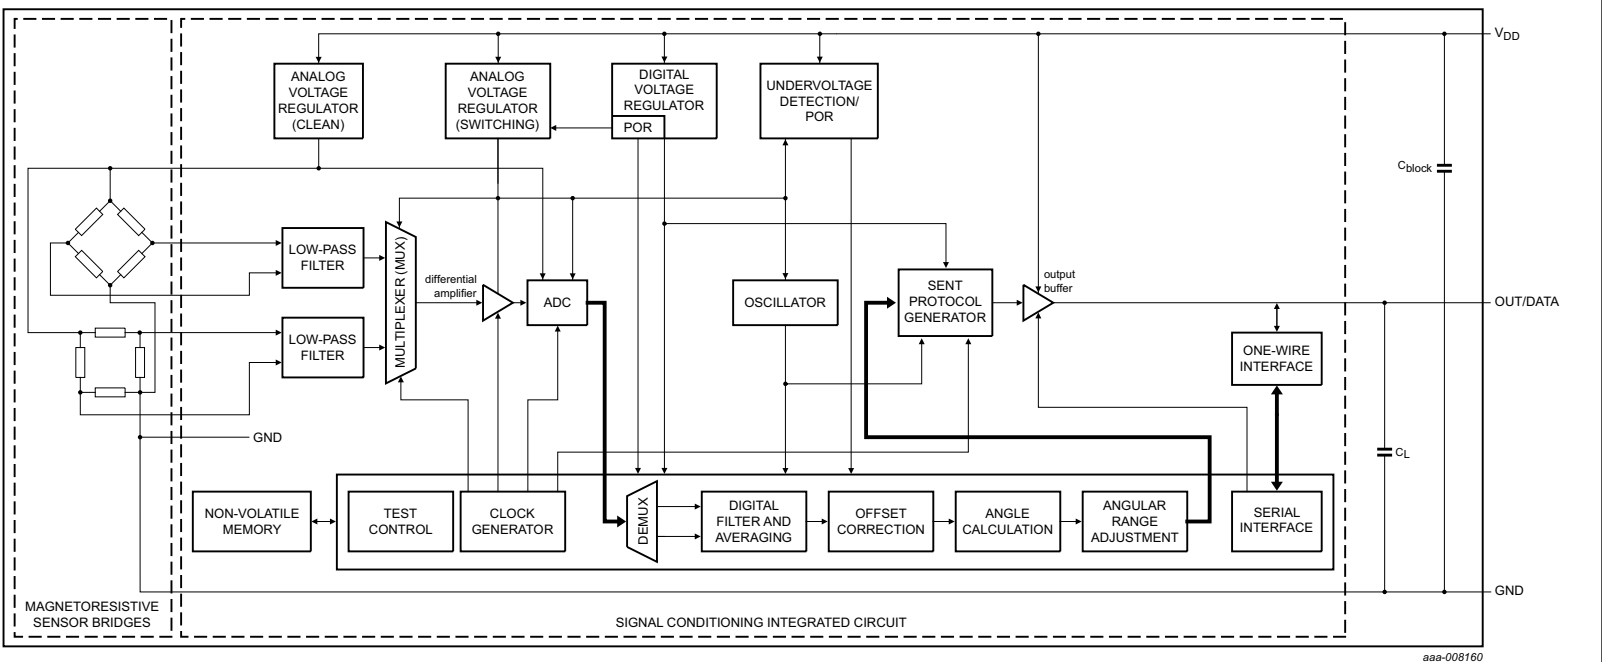 VDD
ANALOG
VOLTAGE
REGULATOR
(CLEAN)
ANALOG
VOLTAGE
REGULATOR
(SWITCHING)
DIGITAL
VOLTAGE
REGULATOR
POR
UNDERVOLTAGE
DETECTION/
POR
Cblock
LOW-PASS
FILTER
LOW-PASS
FILTER
MULTIPLEXER (MUX)
differential
amplifier
ADC
OSCILLATOR
SENT
PROTOCOL
GENERATOR
output
buffer
OUT/DATA
ONE-WIRE
INTERFACE
GND
CL
NON-VOLATILE
MEMORY
TEST
CONTROL
CLOCK
GENERATOR
DEMUX
DIGITAL
FILTER AND
AVERAGING
OFFSET
CORRECTION
ANGLE
CALCULATION
ANGULAR
RANGE
ADJUSTMENT
SERIAL
INTERFACE
GND
MAGNETORESISTIVE
SENSOR BRIDGES
SIGNAL CONDITIONING INTEGRATED CIRCUIT
aaa-008160